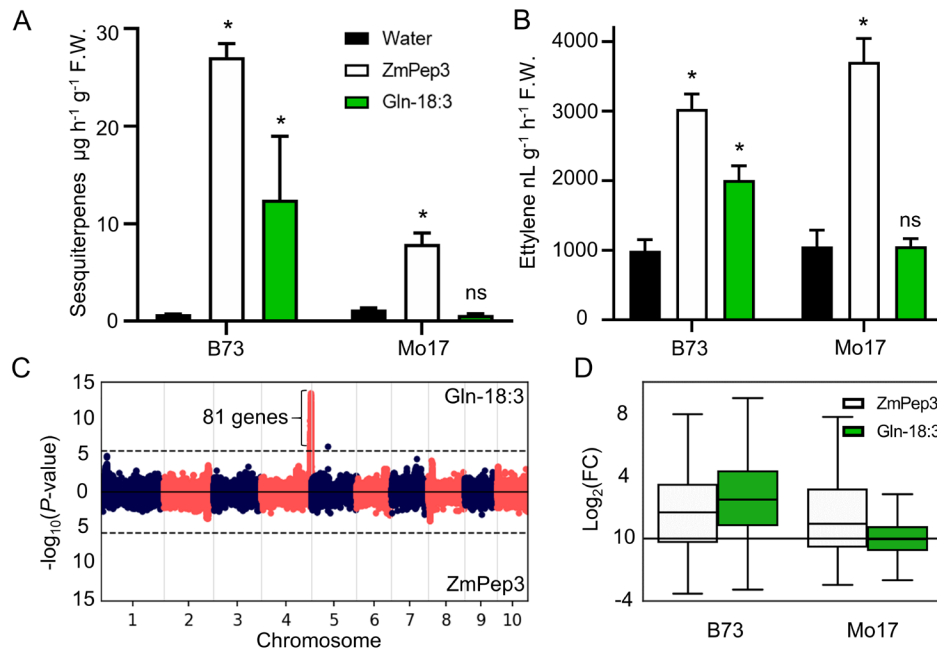 A
Sesquiterpenes µg h⁻¹ g⁻¹ F.W.
30
20
10
0
* * * ns
Water
ZmPep3
Gln-18:3
B73 Mo17
B
Ettylene nL g⁻¹ h⁻¹ F.W.
4000
3000
2000
1000
0
* * * ns
B73 Mo17
C
-log₁₀(P-value)
15
10
5
0
5
10
15
81 genes
Gln-18:3
ZmPep3
1 2 3 4 5 6 7 8 9 10
Chromosome
D
Log₂(FC)
8
4
10
-4
ZmPep3
Gln-18:3
B73 Mo17